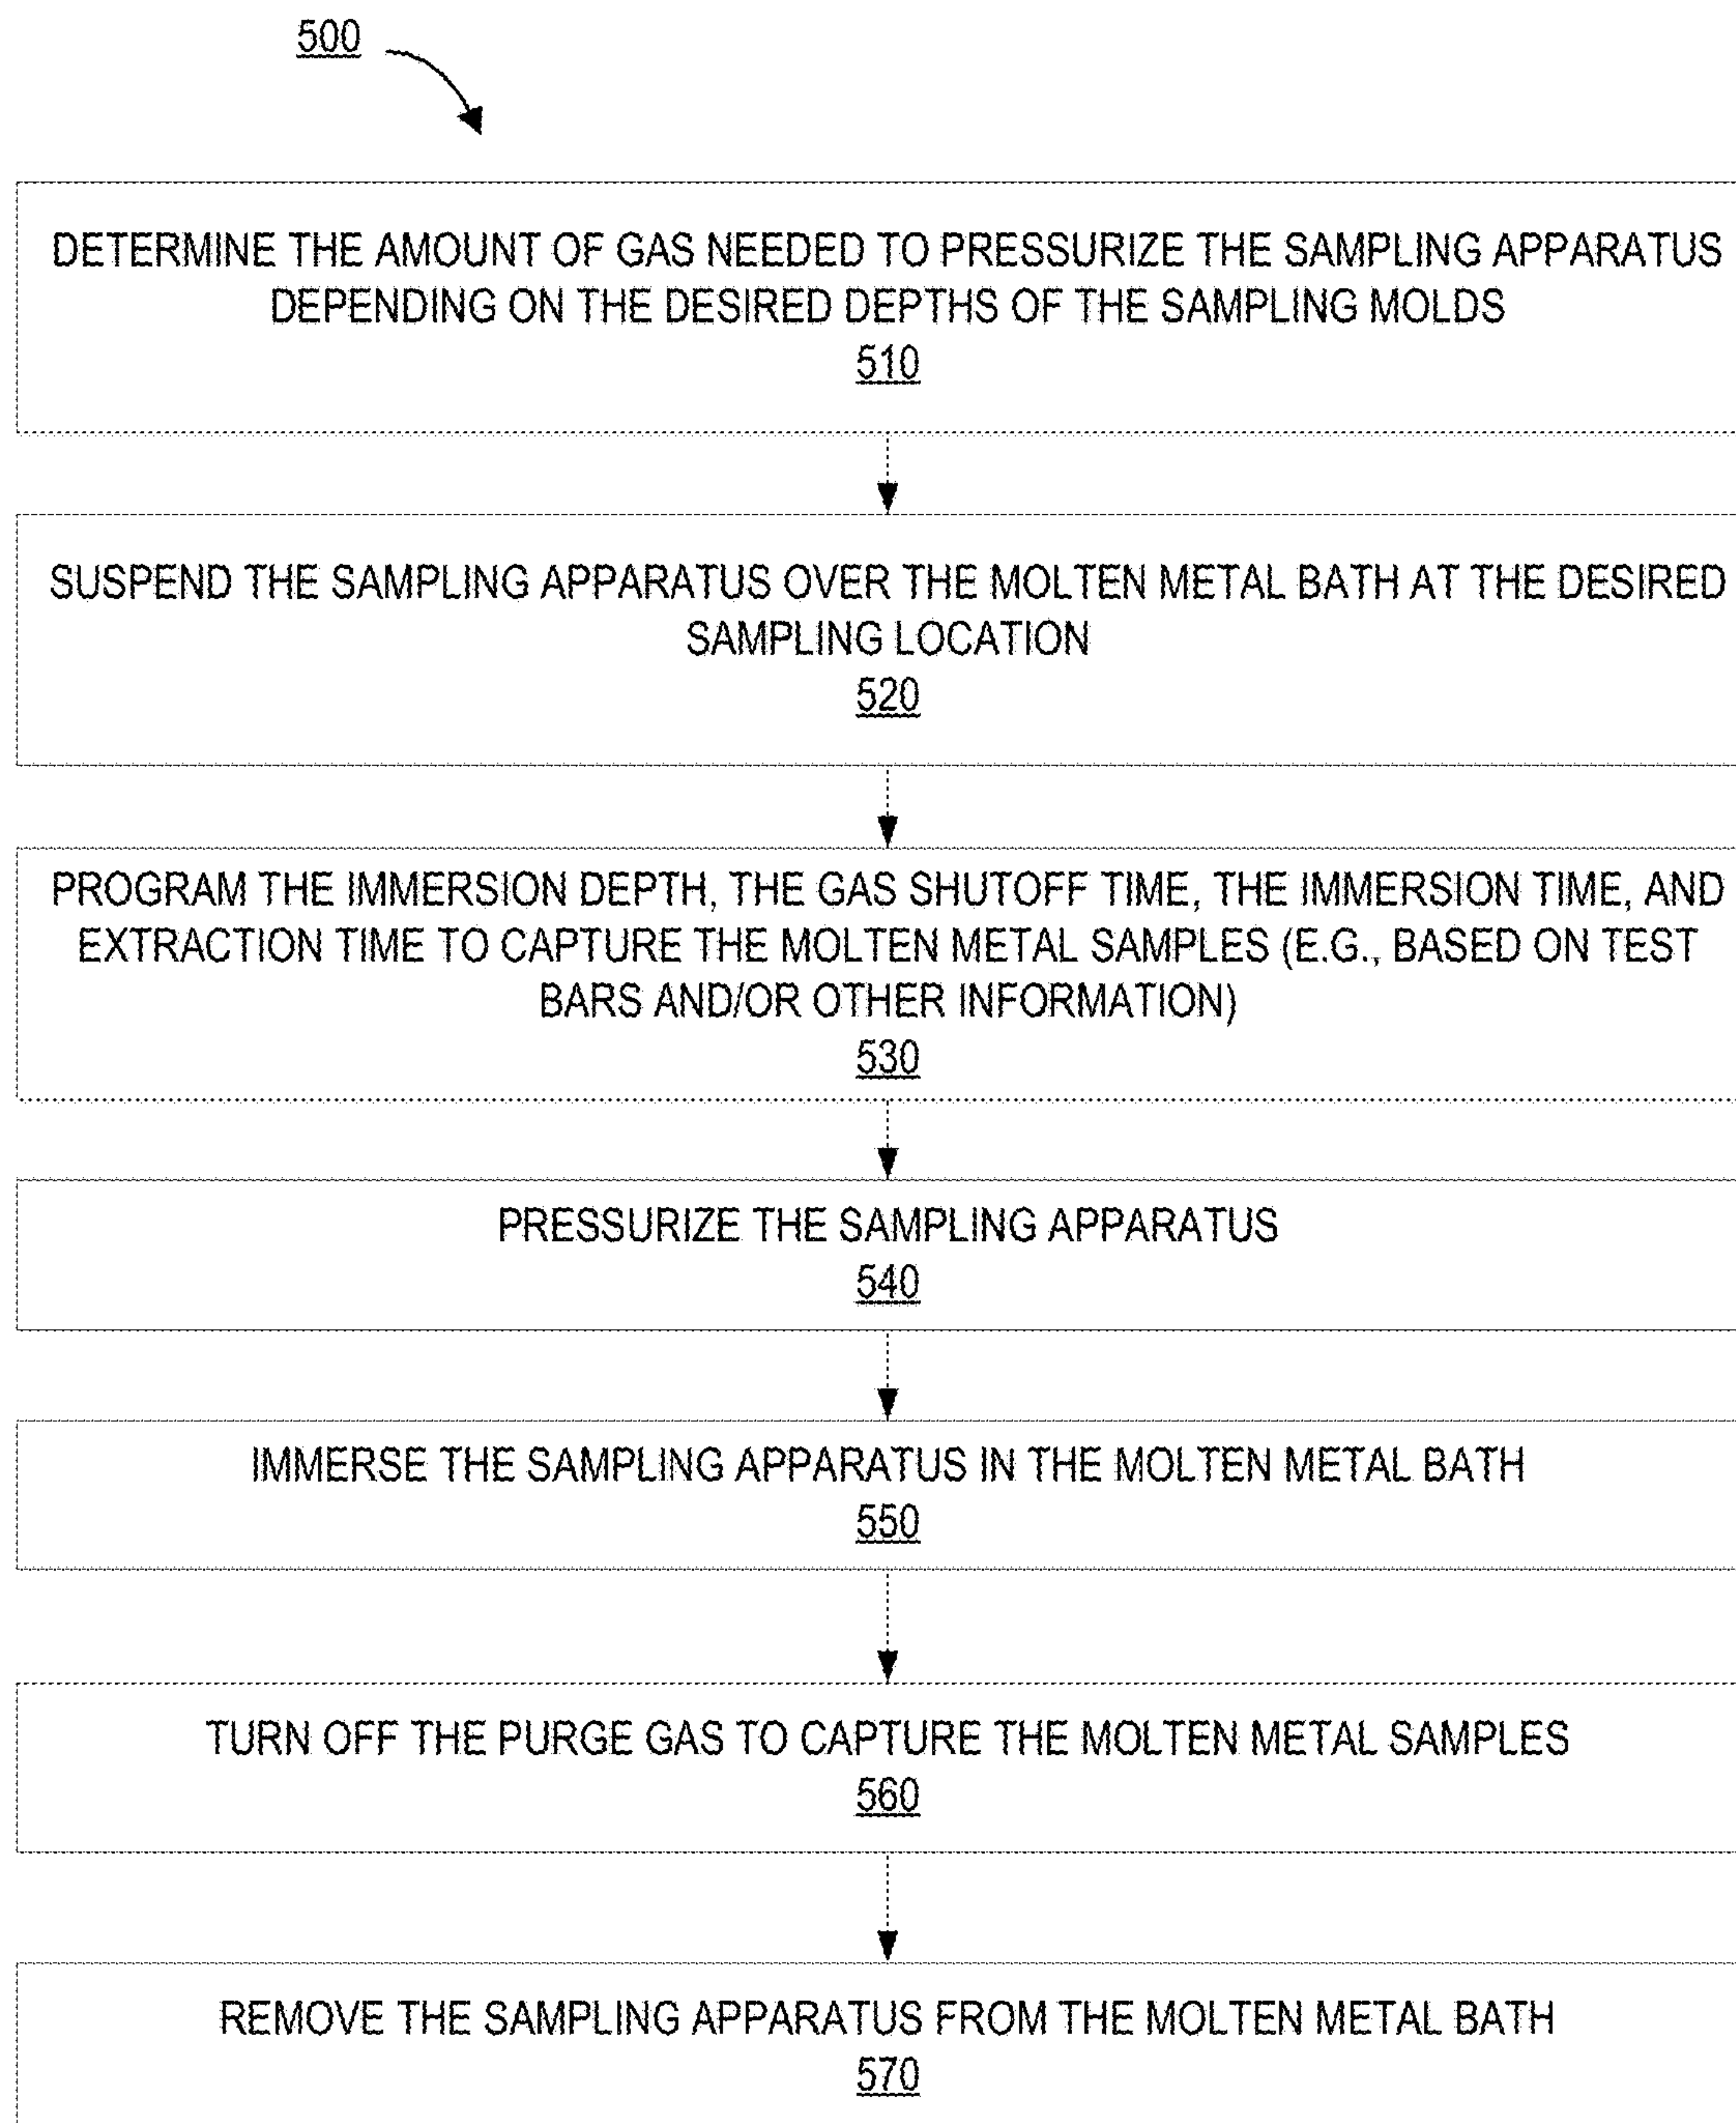 500
DETERMINE THE AMOUNT OF GAS NEEDED TO PRESSURIZE THE SAMPLING APPARATUS
DEPENDING ON THE DESIRED DEPTHS OF THE SAMPLING MOLDS
510
SUSPEND THE SAMPLING APPARATUS OVER THE MOLTEN METAL BATH AT THE DESIRED
SAMPLING LOCATION
520
PROGRAM THE IMMERSION DEPTH, THE GAS SHUTOFF TIME, THE IMMERSION TIME, AND
EXTRACTION TIME TO CAPTURE THE MOLTEN METAL SAMPLES (E.G., BASED ON TEST
BARS AND/OR OTHER INFORMATION)
530
PRESSURIZE THE SAMPLING APPARATUS
540
IMMERSE THE SAMPLING APPARATUS IN THE MOLTEN METAL BATH
550
TURN OFF THE PURGE GAS TO CAPTURE THE MOLTEN METAL SAMPLES
560
REMOVE THE SAMPLING APPARATUS FROM THE MOLTEN METAL BATH
570